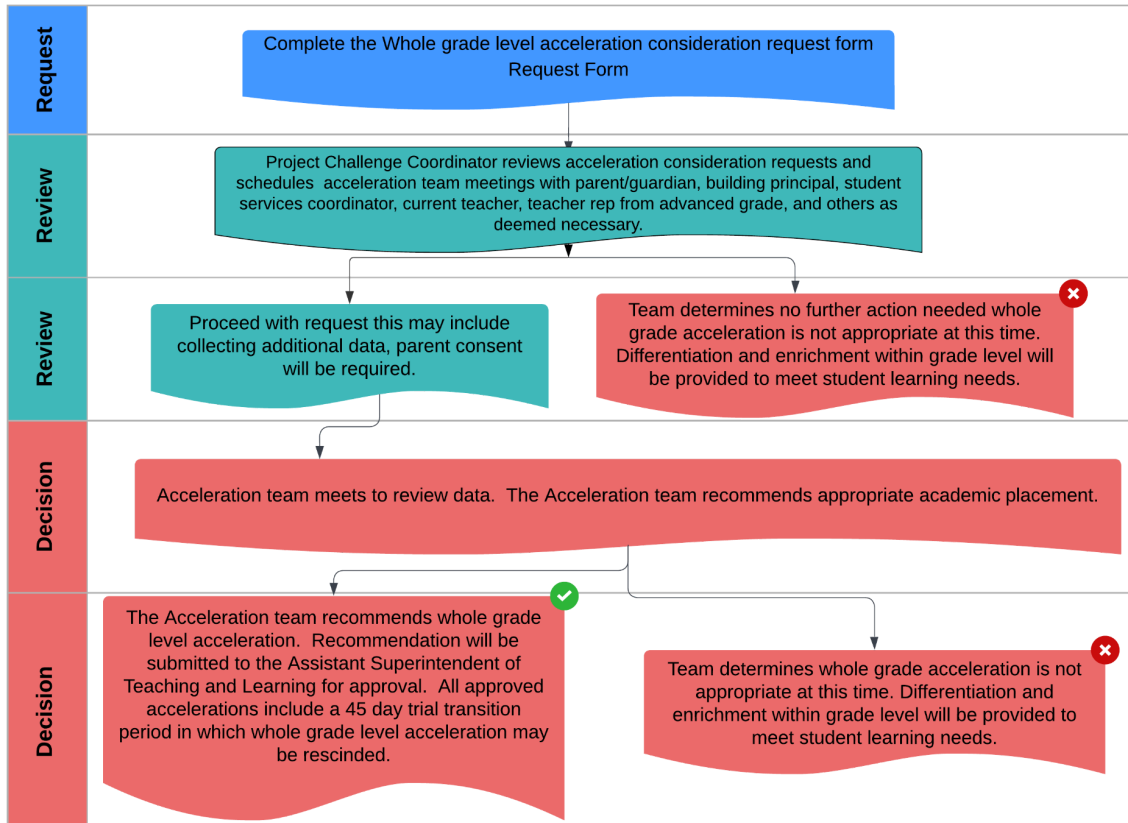 Request
Complete the Whole grade level acceleration consideration request form
Request Form
Review
Project Challenge Coordinator reviews acceleration consideration requests and
schedules acceleration team meetings with parent/guardian, building principal, student
services coordinator, current teacher, teacher rep from advanced grade, and others as
deemed necessary.
Review
Proceed with request this may include
collecting additional data, parent consent
will be required.
Team determines no further action needed whole
grade acceleration is not appropriate at this time.
Differentiation and enrichment within grade level will
be provided to meet student learning needs.
Decision
Acceleration team meets to review data. The Acceleration team recommends appropriate academic placement.
Decision
The Acceleration team recommends whole grade
level acceleration. Recommendation will be
submitted to the Assistant Superintendent of
Teaching and Learning for approval. All approved
accelerations include a 45 day trial transition
period in which whole grade level acceleration may
be rescinded.
Team determines whole grade acceleration is not
appropriate at this time. Differentiation and
enrichment within grade level will be provided to
meet student learning needs.